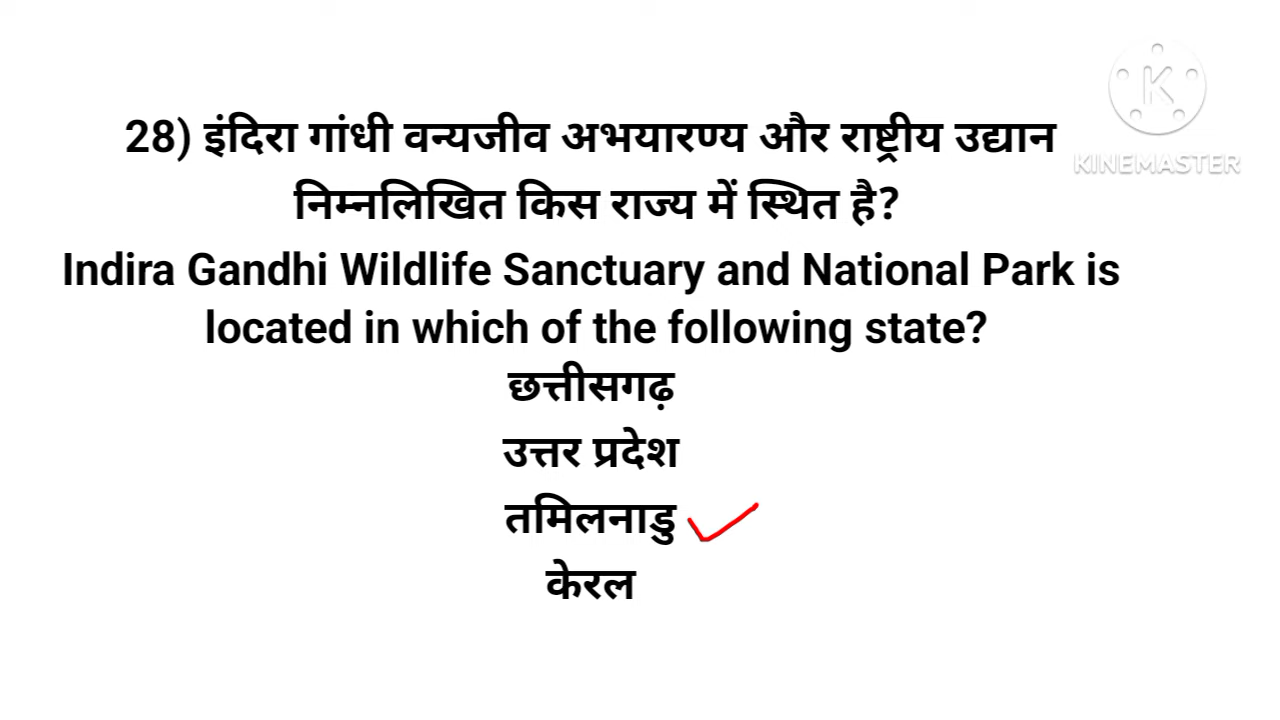 28) इंदिरा गांधी वन्यजीव अभयारण्य और राष्ट्रीय उद्यान
निम्नलिखित किस राज्य में स्थित है?
Indira Gandhi Wildlife Sanctuary and National Park is
located in which of the following state?
छत्तीसगढ़
उत्तर प्रदेश
तमिलनाडु
केरल
K
KINEMASTER